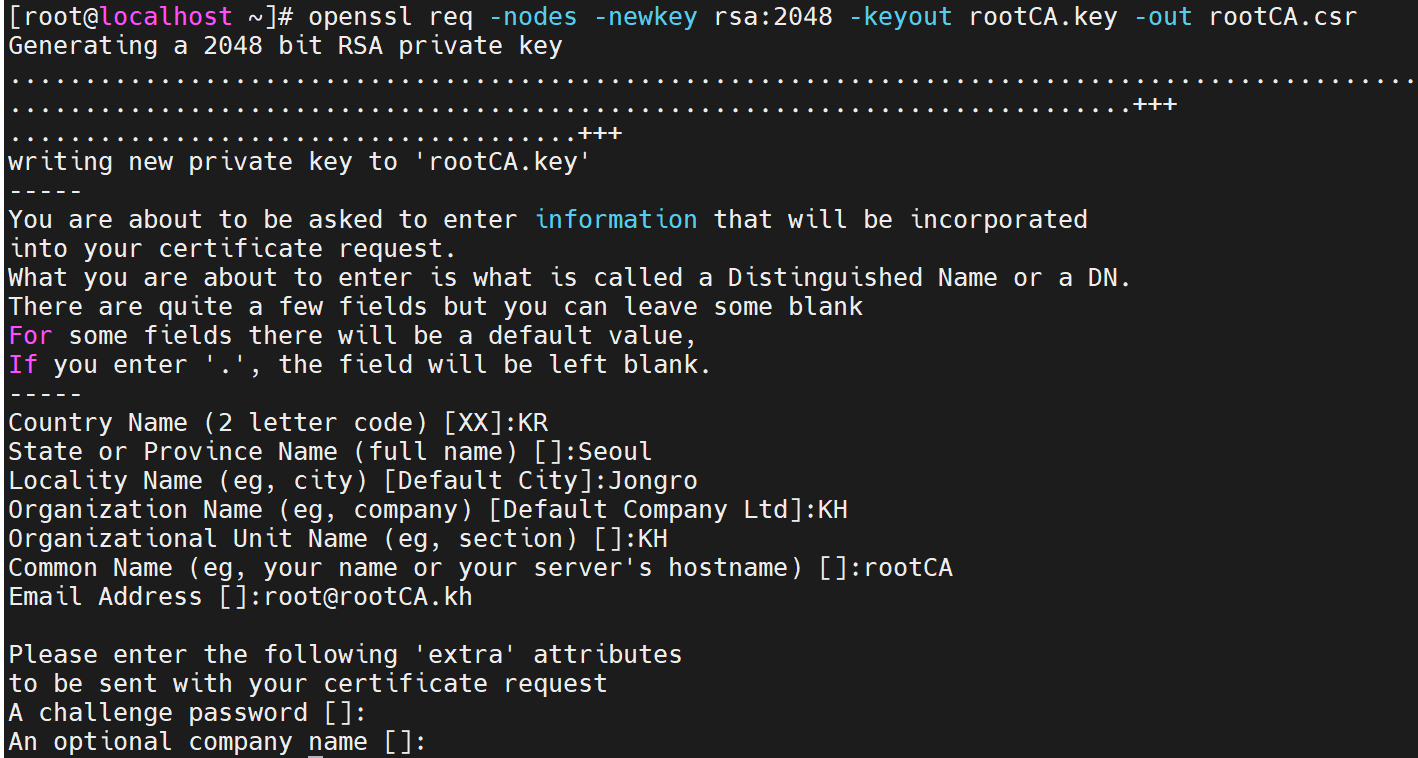 [root@localhost ~]# openssl req -nodes -newkey rsa:2048 -keyout rootCA.key -out rootCA.csr
Generating a 2048 bit RSA private key
..............................................................................................
...........................................................................+++
......................................+++
writing new private key to 'rootCA.key'
-----
You are about to be asked to enter information that will be incorporated
into your certificate request.
What you are about to enter is what is called a Distinguished Name or a DN.
There are quite a few fields but you can leave some blank
For some fields there will be a default value,
If you enter '.', the field will be left blank.
-----
Country Name (2 letter code) [XX]:KR
State or Province Name (full name) []:Seoul
Locality Name (eg, city) [Default City]:Jongro
Organization Name (eg, company) [Default Company Ltd]:KH
Organizational Unit Name (eg, section) []:KH
Common Name (eg, your name or your server's hostname) []:rootCA
Email Address []:root@rootCA.kh

Please enter the following 'extra' attributes
to be sent with your certificate request
A challenge password []:
An optional company name []: